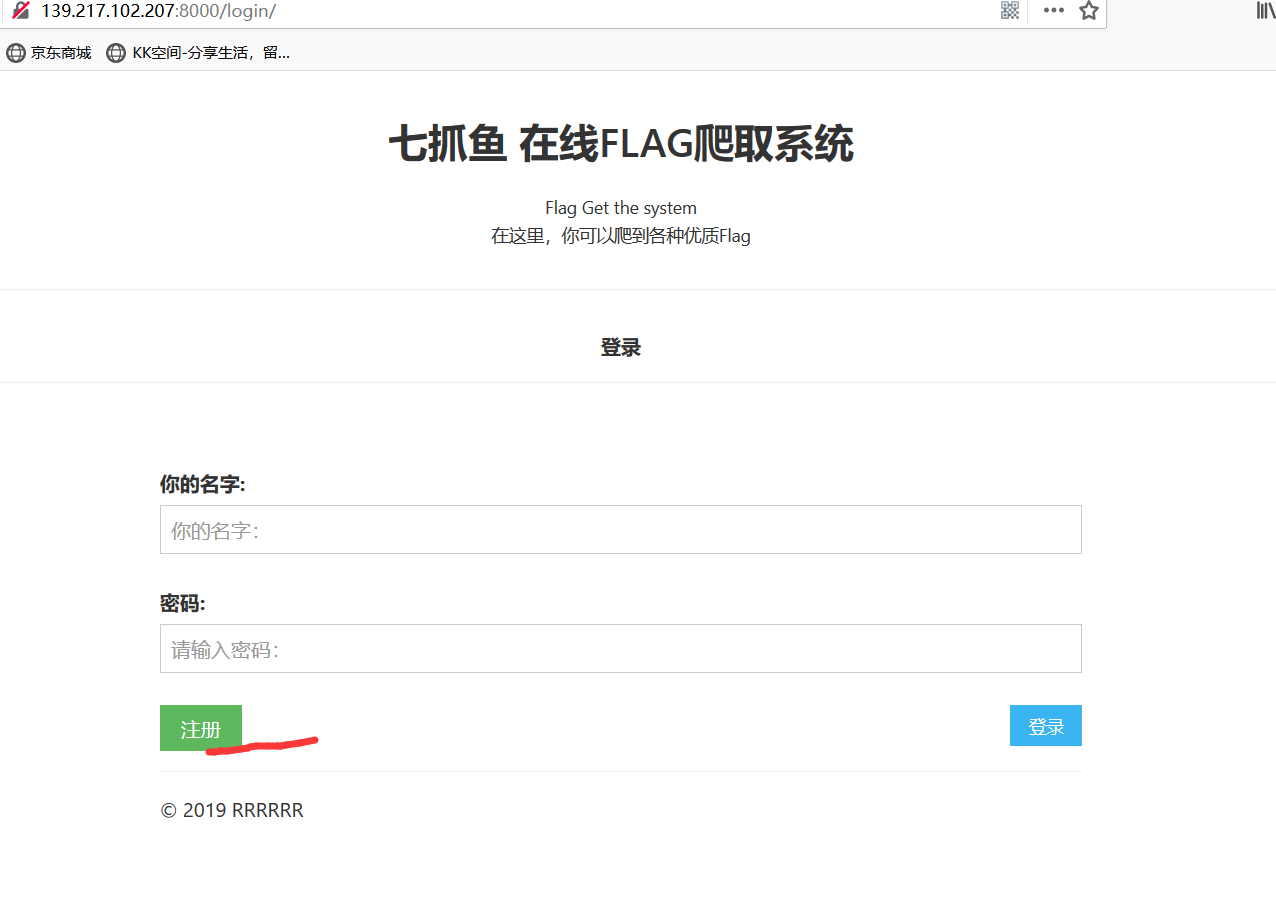 139.217.102.207:8000/login/
京东商城 KK空间-分享生活，留...
七抓鱼 在线FLAG爬取系统
Flag Get the system
在这里，你可以爬到各种优质Flag
登录
你的名字:
你的名字：
密码:
请输入密码：
注册 登录
© 2019 RRRRRR